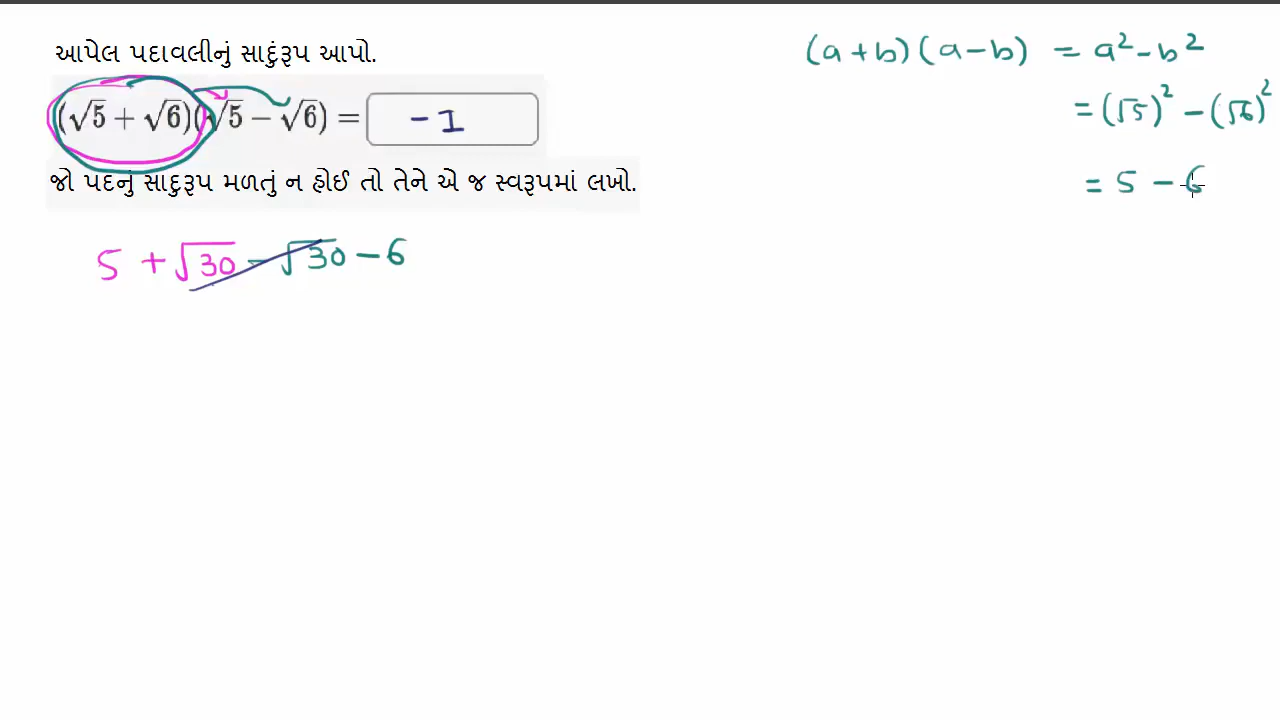 આપેલ પદાવલીનું સાદુંરૂપ આપો.
(√5 + √6)(√5 − √6) = -1
જો પદનું સાદુરૂપ મળતું ન હોઈ તો તેને એ જ સ્વરૂપમાં લખો.
5 + √30 - √30 - 6
(a+b)(a-b) = a² - b²
= (√5)² - (√6)²
= 5 - 6